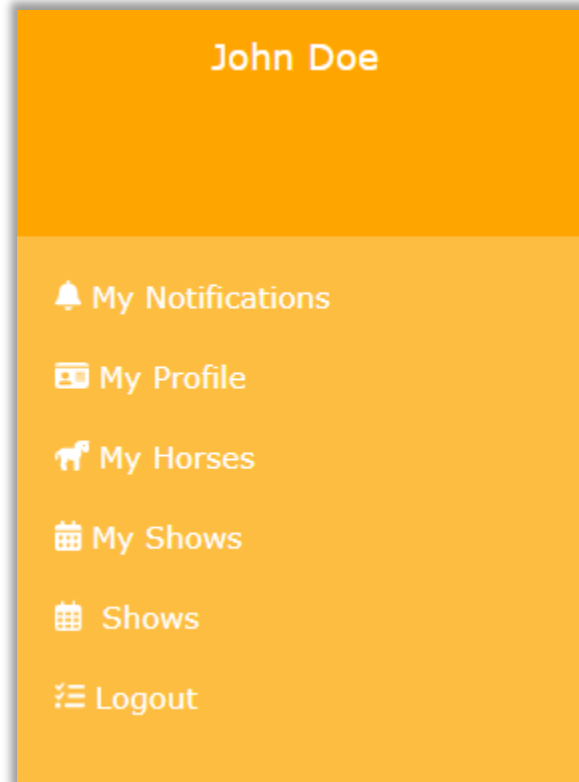 John Doe
My Notifications
My Profile
My Horses
My Shows
Shows
Logout